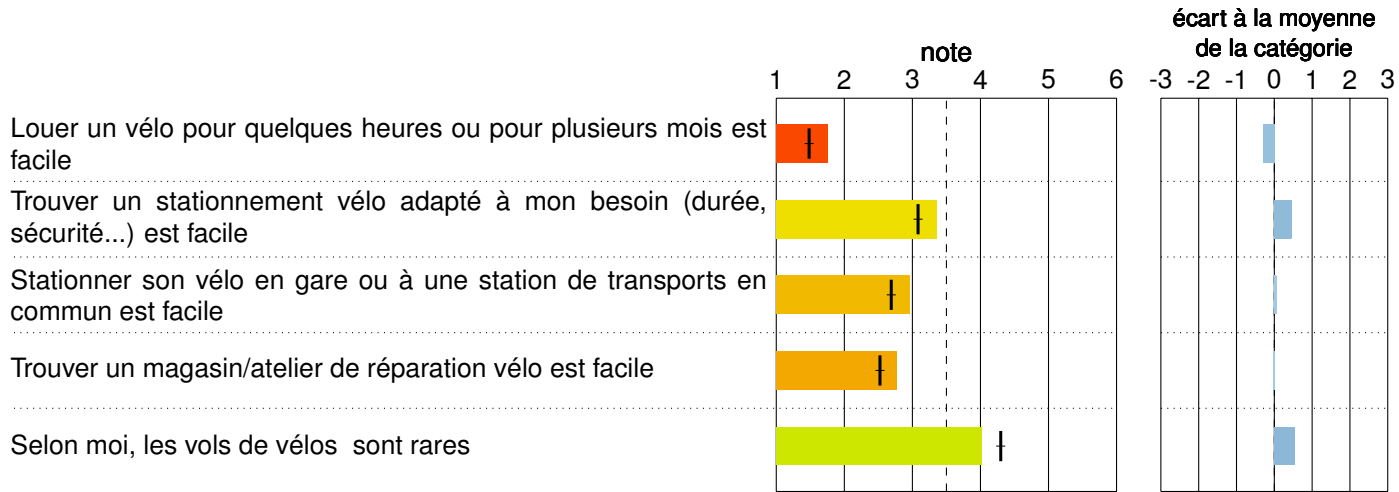 écart à la moyenne
note
de la catégorie
1 2 3 4 5 6
-3 -2 -1 0 1 2 3
Louer un vélo pour quelques heures ou pour plusieurs mois est
facile
Trouver un stationnement vélo adapté à mon besoin (durée,
sécurité...) est facile
Stationner son vélo en gare ou à une station de transports en
commun est facile
Trouver un magasin/atelier de réparation vélo est facile
Selon moi, les vols de vélos sont rares